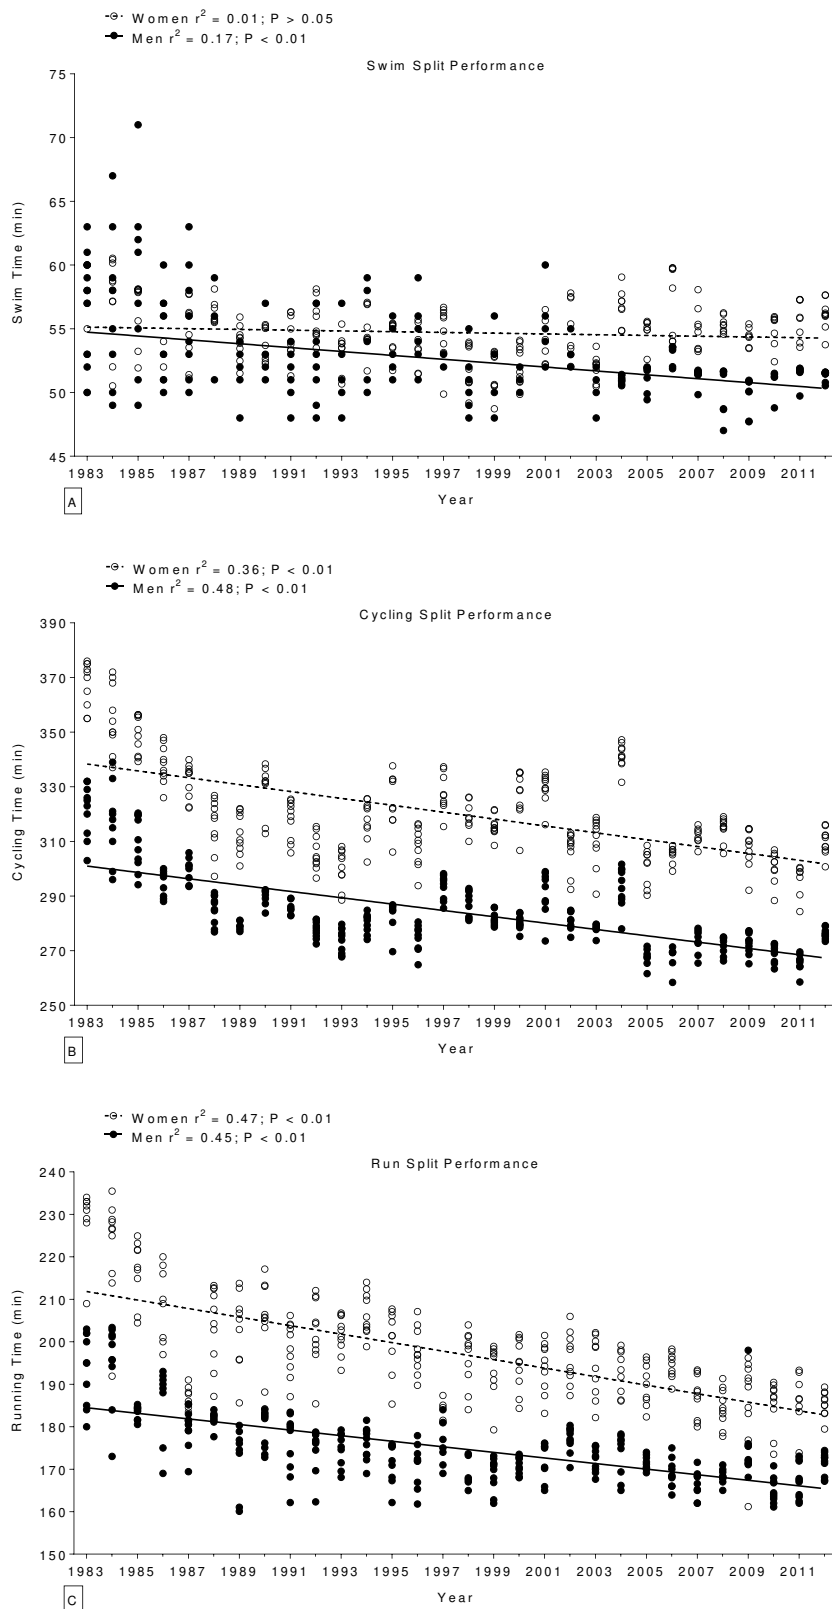 Women r² = 0.01; P > 0.05
Men r² = 0.17; P < 0.01
Swim Split Performance
75
70
65
60
55
50
45
Swim Time (min)
1983 1985 1987 1989 1991 1993 1995 1997 1999 2001 2003 2005 2007 2009 2011
Year
A
Women r² = 0.36; P < 0.01
Men r² = 0.48; P < 0.01
Cycling Split Performance
390
370
350
330
310
290
270
250
Cycling Time (min)
1983 1985 1987 1989 1991 1993 1995 1997 1999 2001 2003 2005 2007 2009 2011
Year
B
Women r² = 0.47; P < 0.01
Men r² = 0.45; P < 0.01
Run Split Performance
240
230
220
210
200
190
180
170
160
150
Running Time (min)
1983 1985 1987 1989 1991 1993 1995 1997 1999 2001 2003 2005 2007 2009 2011
Year
C